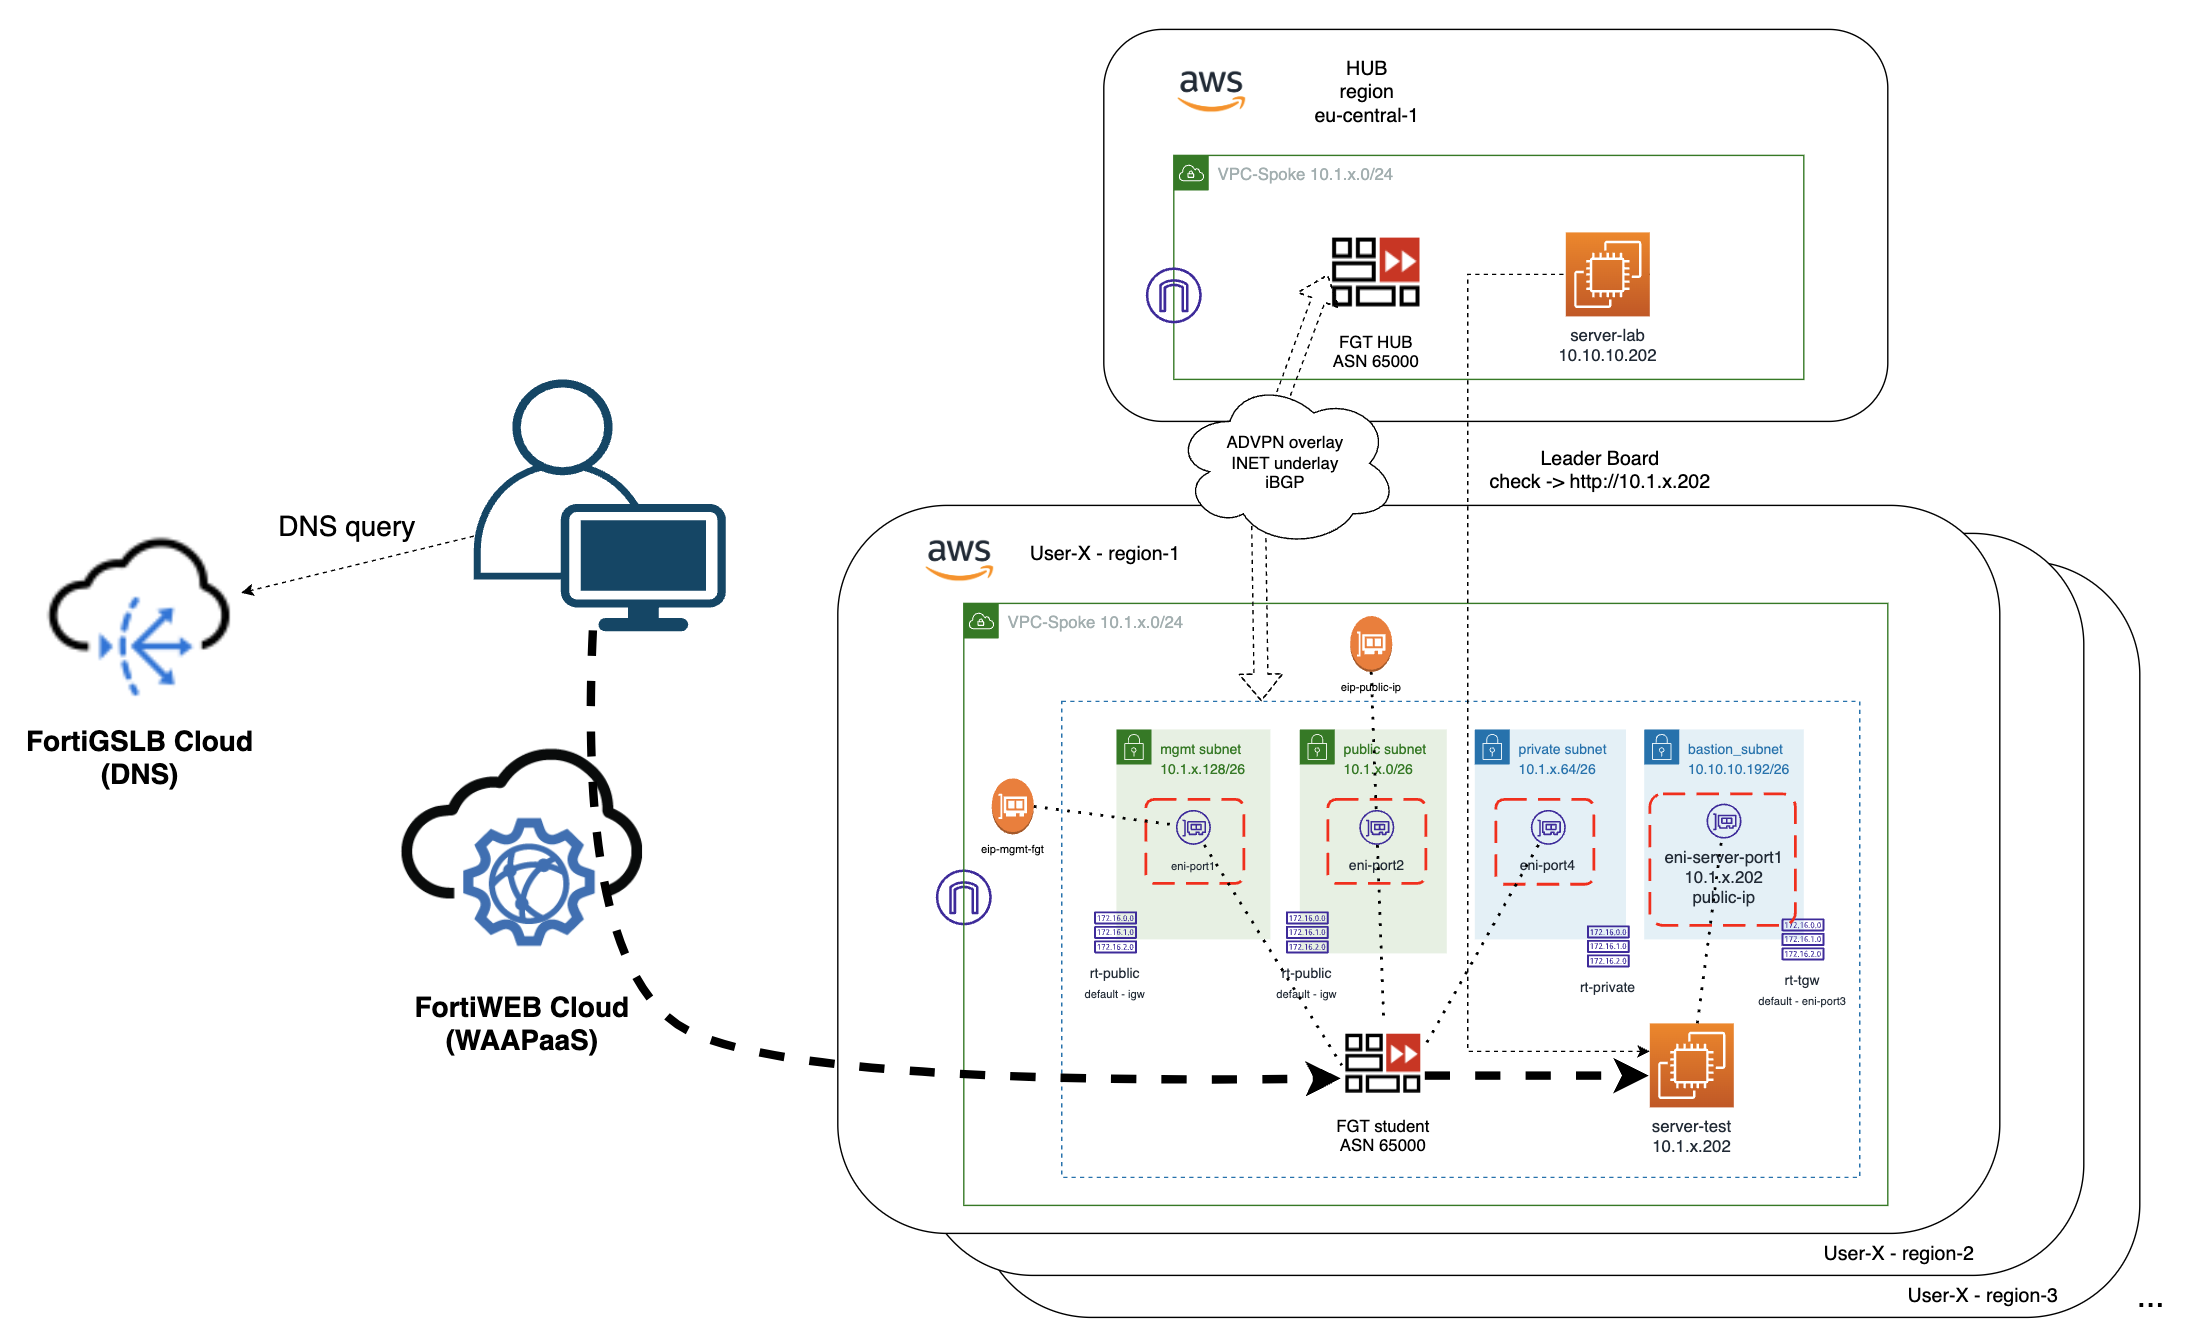 aws
HUB
region
eu-central-1
VPC-Spoke 10.1.x.0/24
FGT HUB
ASN 65000
server-lab
10.10.10.202
ADVPN overlay
INET underlay
iBGP
Leader Board
check -> http://10.1.x.202
DNS query
FortiGSLB Cloud
(DNS)
FortiWEB Cloud
(WAAPaaS)
aws
User-X - region-1
VPC-Spoke 10.1.x.0/24
eip-public-ip
eip-mgmt-fgt
mgmt subnet
10.1.x.128/26
eni-port1
172.16.0.0
172.16.1.0
172.16.2.0
rt-public
default - igw
public subnet
10.1.x.0/26
eni-port2
172.16.0.0
172.16.1.0
172.16.2.0
rt-public
default - igw
private subnet
10.1.x.64/26
eni-port4
172.16.0.0
172.16.1.0
172.16.2.0
rt-private
bastion_subnet
10.10.10.192/26
eni-server-port1
10.1.x.202
public-ip
172.16.0.0
172.16.1.0
172.16.2.0
rt-tgw
default - eni-port3
FGT student
ASN 65000
server-test
10.1.x.202
User-X - region-2
User-X - region-3
...